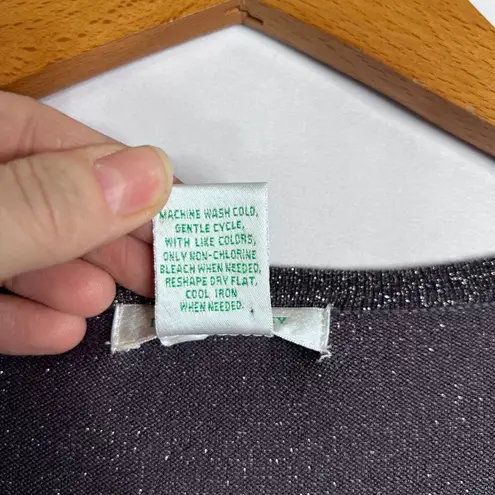 MACHINE WASH COLD,
GENTLE CYCLE,
WITH LIKE COLORS,
ONLY NON-CHLORINE
BLEACH WHEN NEEDED,
RESHAPE DRY FLAT,
COOL IRON
WHEN NEEDED.